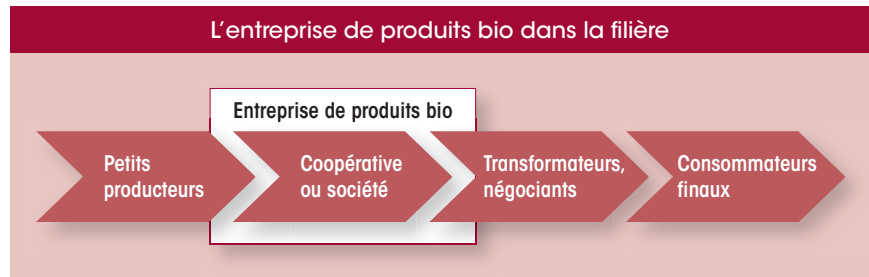 L'entreprise de produits bio dans la filière
Entreprise de produits bio
Petits
producteurs
Coopérative
ou société
Transformateurs,
négociants
Consommateurs
finaux